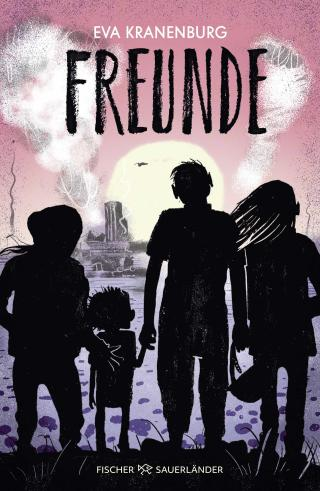 EVA KRANENBURG
FREUNDE
FISCHER SAUERLÄNDER